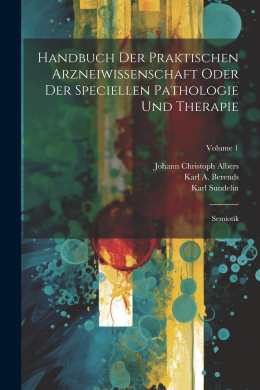 Handbuch Der Praktischen
Arzneiwissenschaft Oder
Der Speciellen Pathologie
Und Therapie
Volume 1
Johann Christoph Albers
Karl A. Berends
Karl Sundelin
Semiotik